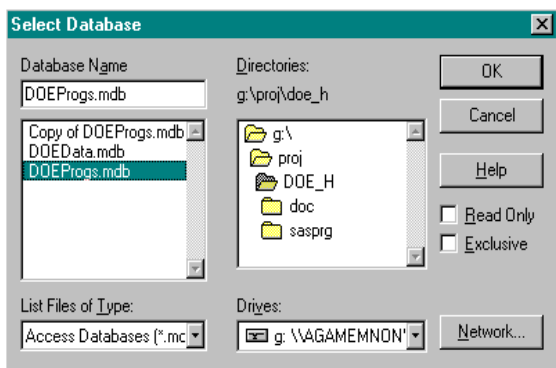 Select Database
Database Name
DOEProgs.mdb
Copy of DOEProgs.mdb
DOEData.mdb
DOEProgs.mdb
List Files of Type:
Access Databases (*.mc
Directories:
g:\proj\doe_h
g:\
proj
DOE_H
doc
sasprg
Drives:
g: \\AGAMEMNON'
OK
Cancel
Help
Read Only
Exclusive
Network...